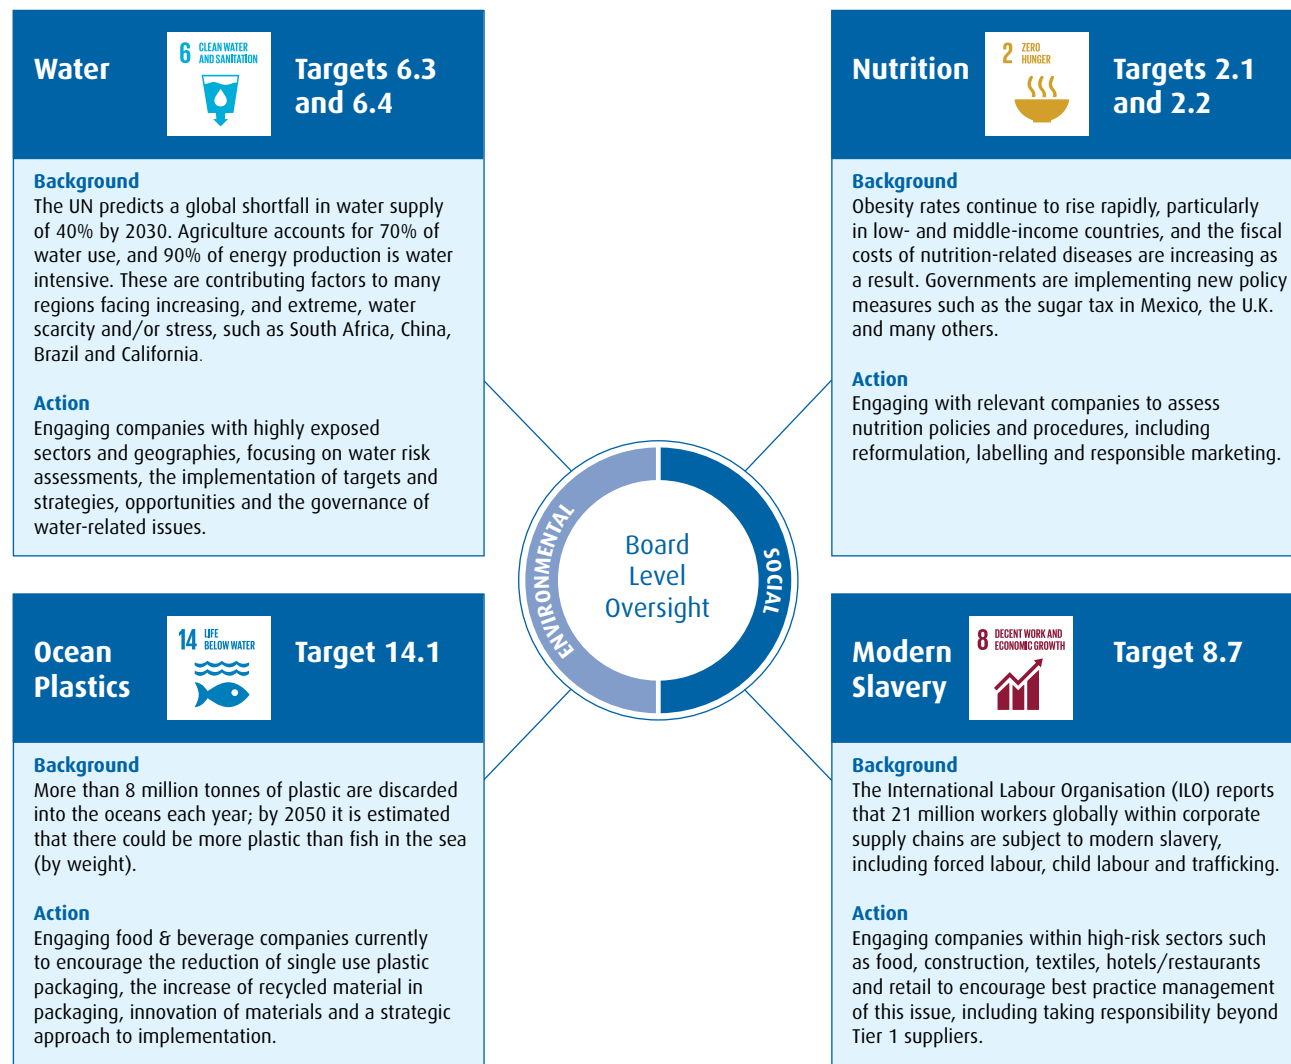 Water
6 CLEAN WATER
AND SANITATION
Targets 6.3
and 6.4
Background
The UN predicts a global shortfall in water supply
of 40% by 2030. Agriculture accounts for 70% of
water use, and 90% of energy production is water
intensive. These are contributing factors to many
regions facing increasing, and extreme, water
scarcity and/or stress, such as South Africa, China,
Brazil and California.
Action
Engaging companies with highly exposed
sectors and geographies, focusing on water risk
assessments, the implementation of targets and
strategies, opportunities and the governance of
water-related issues.
Nutrition
2 ZERO
HUNGER
Targets 2.1
and 2.2
Background
Obesity rates continue to rise rapidly, particularly
in low- and middle-income countries, and the fiscal
costs of nutrition-related diseases are increasing as
a result. Governments are implementing new policy
measures such as the sugar tax in Mexico, the U.K.
and many others.
Action
Engaging with relevant companies to assess
nutrition policies and procedures, including
reformulation, labelling and responsible marketing.
ENVIRONMENTAL
Board
Level
Oversight
SOCIAL
Ocean
Plastics
14 LIFE
BELOW WATER
Target 14.1
Background
More than 8 million tonnes of plastic are discarded
into the oceans each year; by 2050 it is estimated
that there could be more plastic than fish in the sea
(by weight).
Action
Engaging food & beverage companies currently
to encourage the reduction of single use plastic
packaging, the increase of recycled material in
packaging, innovation of materials and a strategic
approach to implementation.
Modern
Slavery
8 DECENT WORK AND
ECONOMIC GROWTH
Target 8.7
Background
The International Labour Organisation (ILO) reports
that 21 million workers globally within corporate
supply chains are subject to modern slavery,
including forced labour, child labour and trafficking.
Action
Engaging companies within high-risk sectors such
as food, construction, textiles, hotels/restaurants
and retail to encourage best practice management
of this issue, including taking responsibility beyond
Tier 1 suppliers.